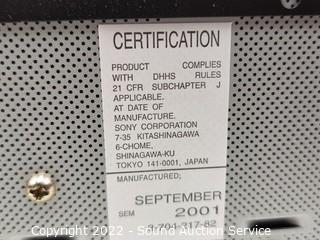 CERTIFICATION
PRODUCT COMPLIES
WITH DHHS RULES
21 CFR SUBCHAPTER J
APPLICABLE.
AT DATE OF
MANUFACTURE.
SONY CORPORATION
7-35 KITASHINAGAWA
6-CHOME,
SHINAGAWA-KU
TOKYO 141-0001, JAPAN
MANUFACTURED;
SEPTEMBER
SEM 2001
Copyright 2022 - Sound Auction Service